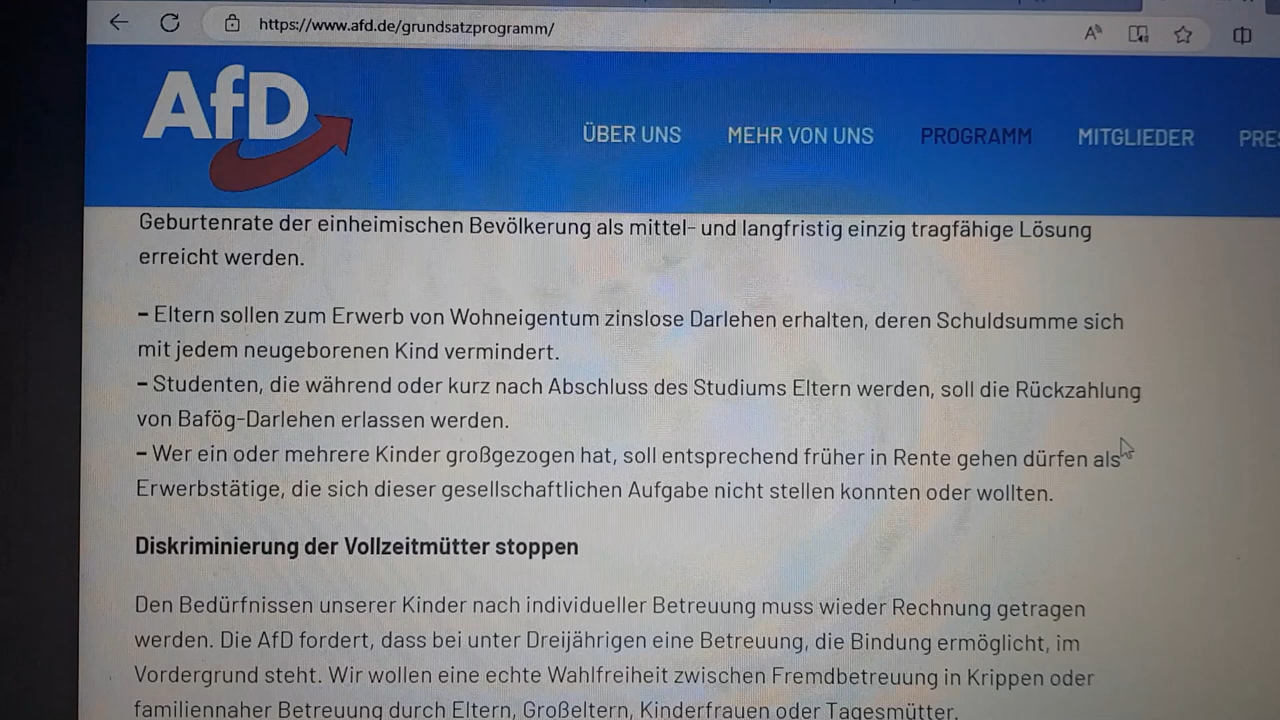 https://www.afd.de/grundsatzprogramm/
AfD
ÜBER UNS MEHR VON UNS PROGRAMM MITGLIEDER PRE
Geburtenrate der einheimischen Bevölkerung als mittel- und langfristig einzig tragfähige Lösung
erreicht werden.
– Eltern sollen zum Erwerb von Wohneigentum zinslose Darlehen erhalten, deren Schuldsumme sich
mit jedem neugeborenen Kind vermindert.
– Studenten, die während oder kurz nach Abschluss des Studiums Eltern werden, soll die Rückzahlung
von Bafög-Darlehen erlassen werden.
– Wer ein oder mehrere Kinder großgezogen hat, soll entsprechend früher in Rente gehen dürfen als
Erwerbstätige, die sich dieser gesellschaftlichen Aufgabe nicht stellen konnten oder wollten.
Diskriminierung der Vollzeitmütter stoppen
Den Bedürfnissen unserer Kinder nach individueller Betreuung muss wieder Rechnung getragen
werden. Die AfD fordert, dass bei unter Dreijährigen eine Betreuung, die Bindung ermöglicht, im
Vordergrund steht. Wir wollen eine echte Wahlfreiheit zwischen Fremdbetreuung in Krippen oder
familiennaher Betreuung durch Eltern, Großeltern, Kinderfrauen oder Tagesmütter.